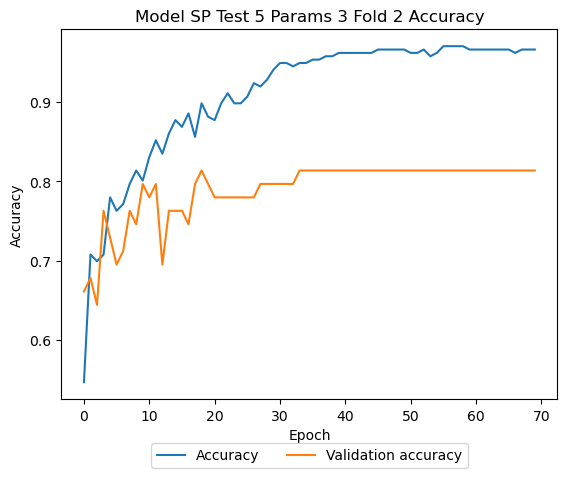 Model SP Test 5 Params 3 Fold 2 Accuracy
Accuracy
0.9
0.8
0.7
0.6
0 10 20 30 40 50 60 70
Epoch
Accuracy Validation accuracy